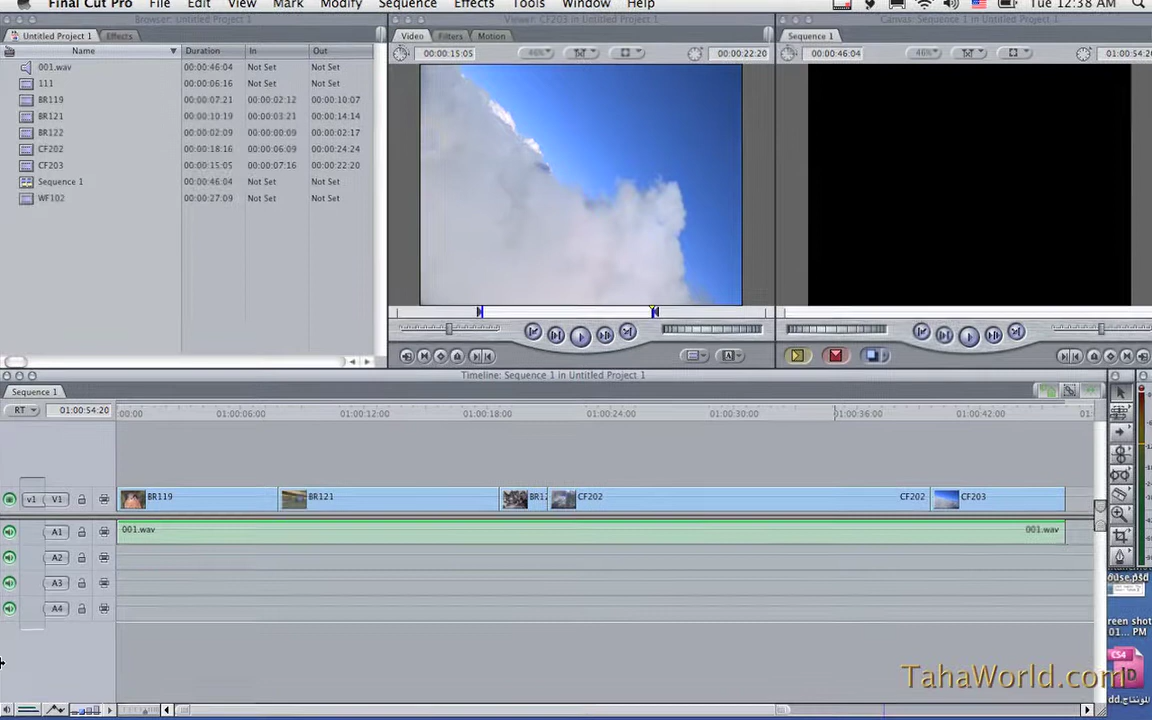 Final Cut Pro File Edit View Mark Modify Sequence Effects Tools Window Help Tue 12:38 AM
Browser: Untitled Project 1
Viewer: CF203 in Untitled Project 1
Canvas: Sequence 1 in Untitled Project 1
Untitled Project 1 Effects
Name Duration In Out
001.wav 00:00:46:04 Not Set Not Set
111 00:00:06:16 Not Set Not Set
BR119 00:00:07:21 00:00:02:12 00:00:10:07
BR121 00:00:10:19 00:00:03:21 00:00:14:14
BR122 00:00:02:09 00:00:00:09 00:00:02:17
CF202 00:00:18:16 00:00:06:09 00:00:24:24
CF203 00:00:15:05 00:00:07:16 00:00:22:20
Sequence 1 00:00:46:04 Not Set Not Set
WF102 00:00:27:09 Not Set Not Set
Video Filters Motion
00:00:15:05 46% 00:00:22:20
Sequence 1
00:00:46:04 46% 01:00:54:20
Timeline: Sequence 1 in Untitled Project 1
Sequence 1
RT 01:00:54:20 :00:00 01:00:06:00 01:00:12:00 01:00:18:00 01:00:24:00 01:00:30:00 01:00:36:00 01:00:42:00 01:
v1 V1 BR119 BR121 BR12 CF202 CF202 CF203
A1 001.wav 001.wav
A2
A3
A4
ouse.psd
reen shot
01... PM
CS4
TahaWorld.com
للونتاج.dd